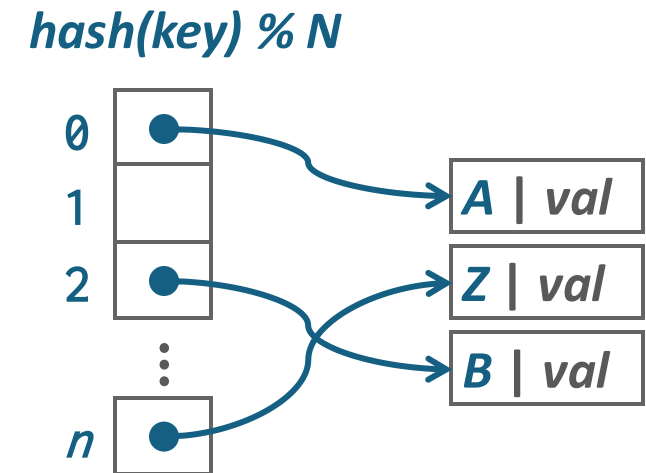 hash(key) % N
0
A | val
1
Z | val
2
B | val
⋮
n